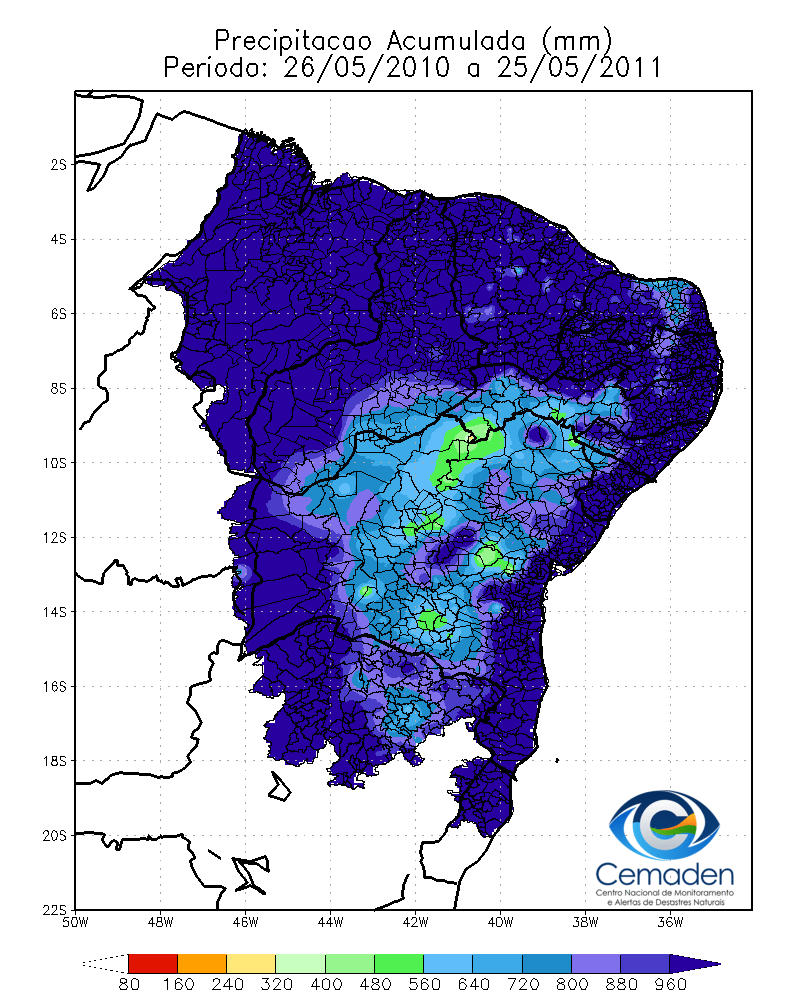 Precipitacao Acumulada (mm)
Periodo: 26/05/2010 a 25/05/2011
2S
4S
6S
8S
10S
12S
14S
16S
18S
20S
22S
50W 48W 46W 44W 42W 40W 38W 36W
Cemaden
Centro Nacional de Monitoramento
e Alertas de Desastres Naturais
80 160 240 320 400 480 560 640 720 800 880 960